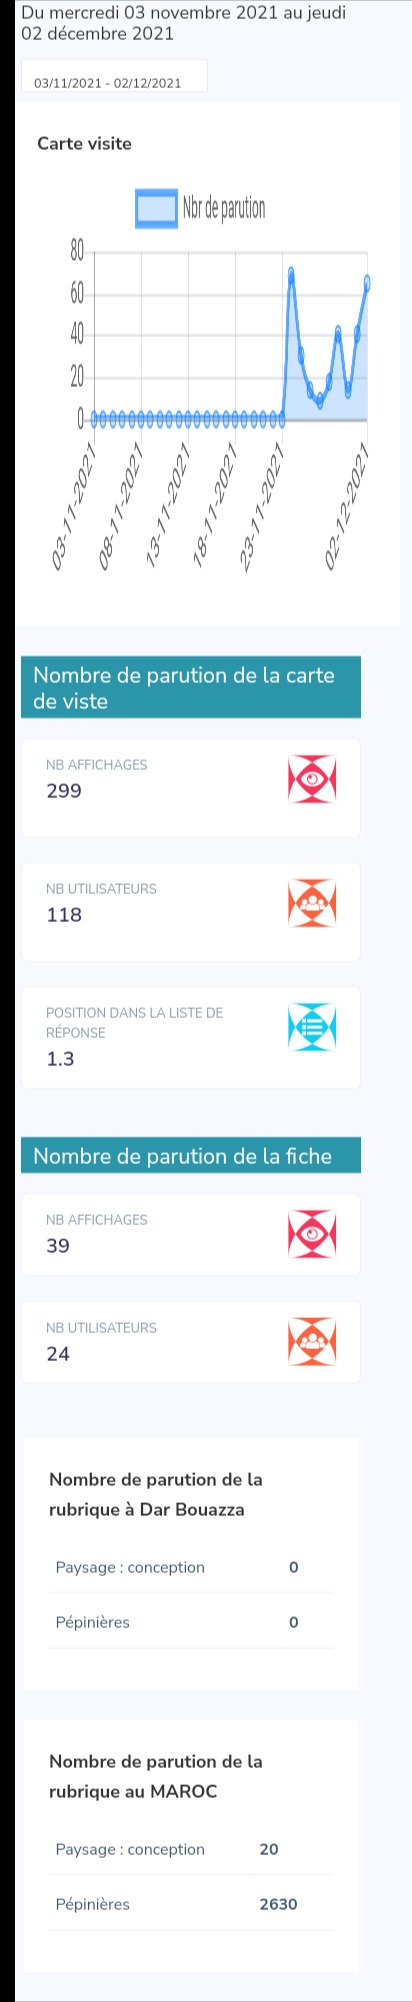 Du mercredi 03 novembre 2021 au jeudi
02 décembre 2021
03/11/2021 - 02/12/2021
Carte visite
Nbr de parution
80
60
40
20
0
03-11-2021
08-11-2021
13-11-2021
18-11-2021
23-11-2021
02-12-2021
Nombre de parution de la carte
de viste
NB AFFICHAGES
299
NB UTILISATEURS
118
POSITION DANS LA LISTE DE
RÉPONSE
1.3
Nombre de parution de la fiche
NB AFFICHAGES
39
NB UTILISATEURS
24
Nombre de parution de la
rubrique à Dar Bouazza
Paysage : conception 0
Pépinières 0
Nombre de parution de la
rubrique au MAROC
Paysage : conception 20
Pépinières 2630